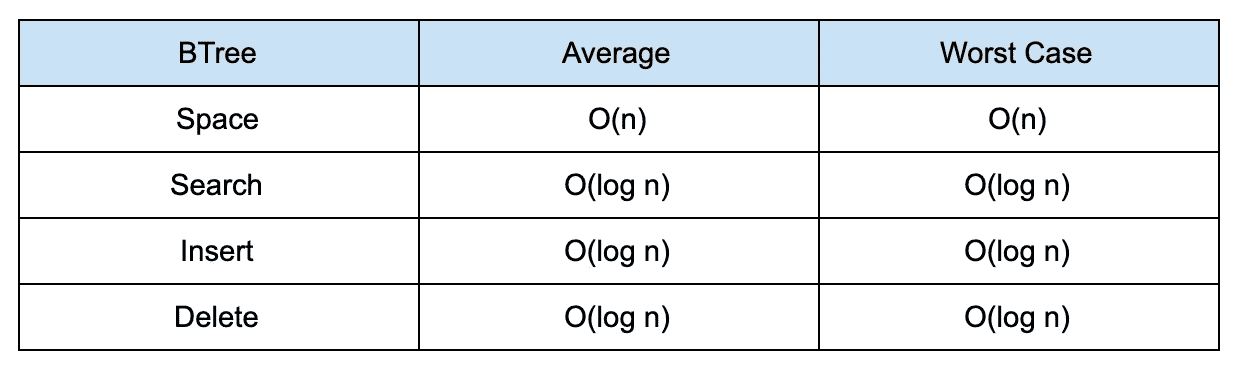 BTree Average Worst Case
Space O(n) O(n)
Search O(log n) O(log n)
Insert O(log n) O(log n)
Delete O(log n) O(log n)